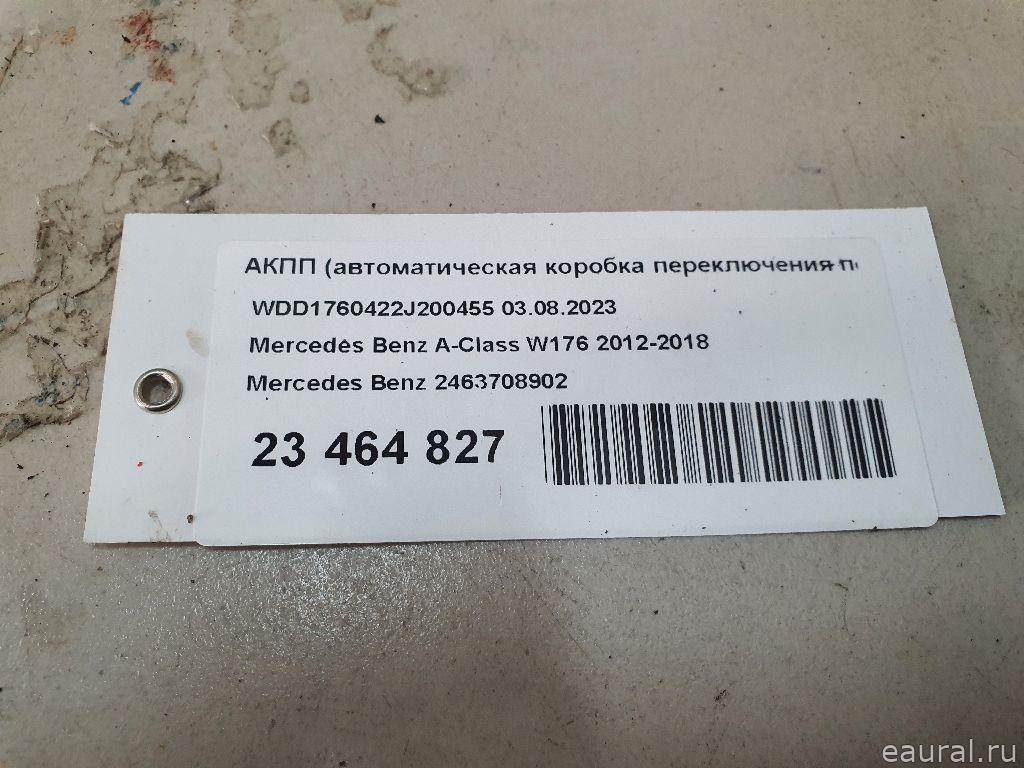 АКПП (автоматическая коробка переключения
WDD1760422J200455 03.08.2023
Mercedes Benz A-Class W176 2012-2018
Mercedes Benz 2463708902
23 464 827
eaural.ru